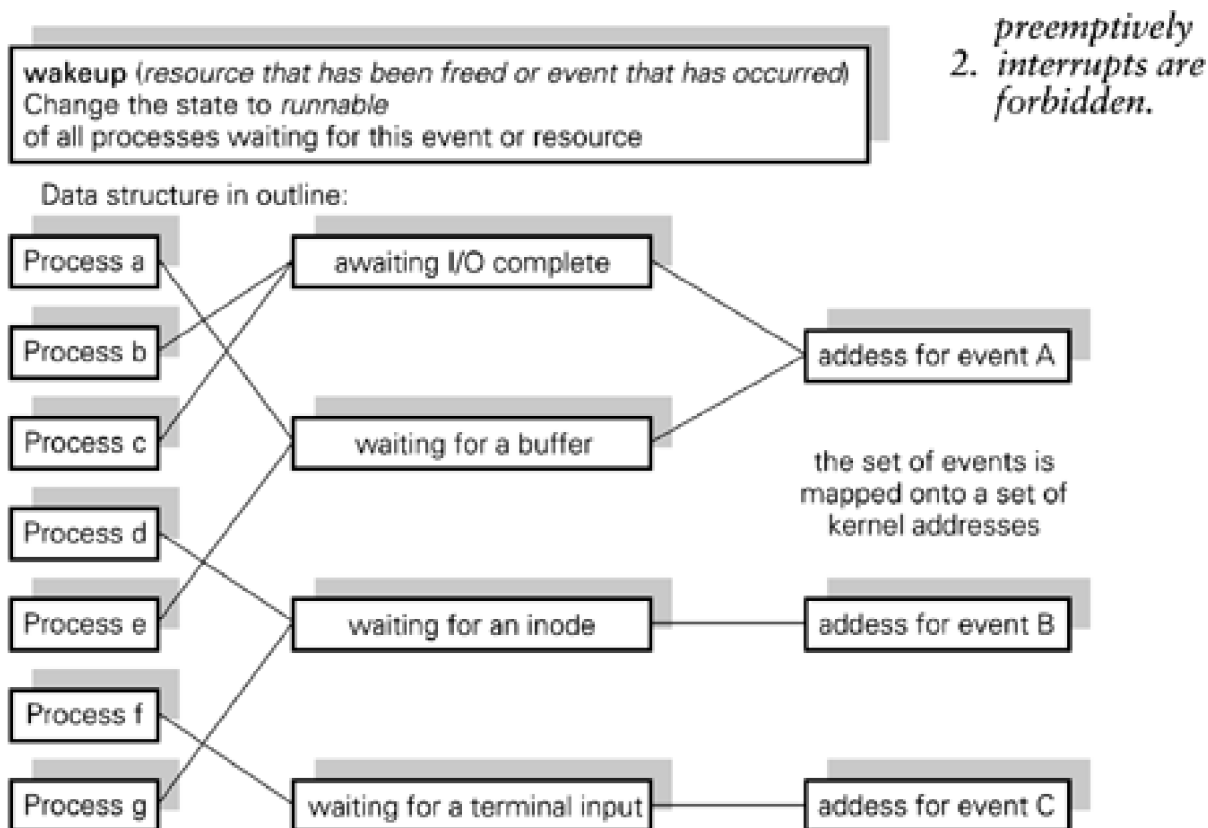 preemptively
2. interrupts are
forbidden.
wakeup (resource that has been freed or event that has occurred)
Change the state to runnable
of all processes waiting for this event or resource
Data structure in outline:
Process a
awaiting I/O complete
Process b
addess for event A
Process c
waiting for a buffer
the set of events is
mapped onto a set of
kernel addresses
Process d
Process e
waiting for an inode
addess for event B
Process f
Process g
waiting for a terminal input
addess for event C